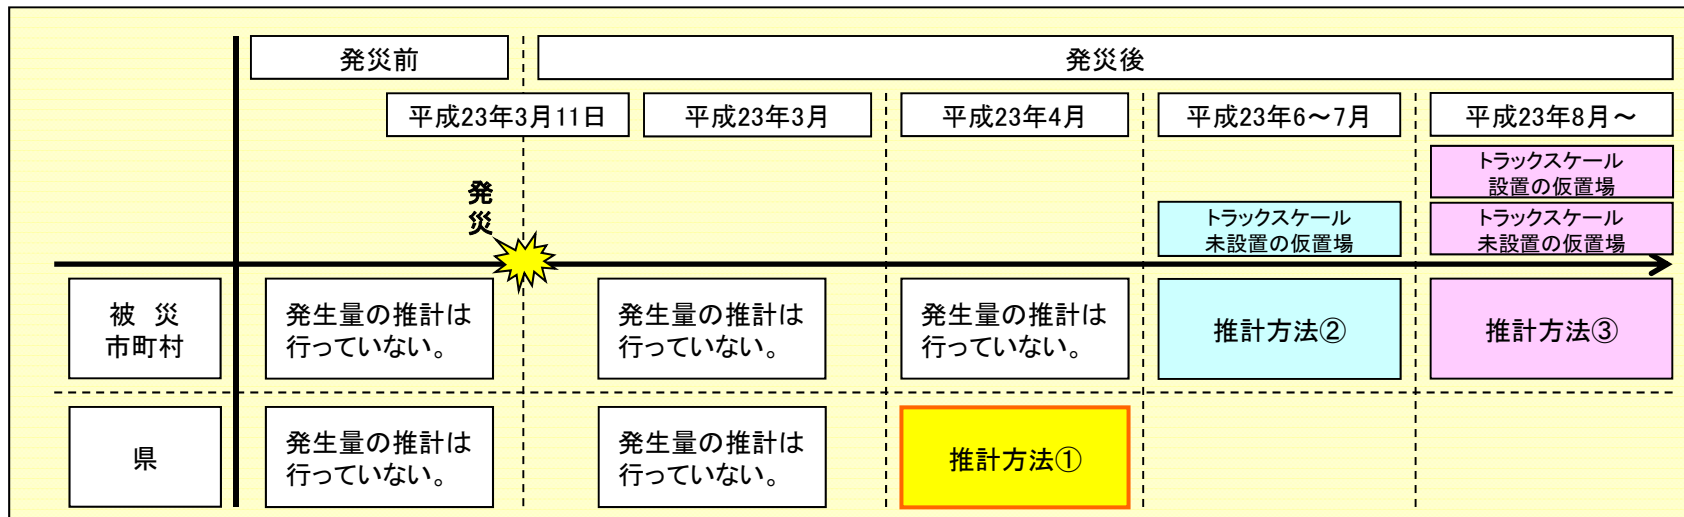 発災前
発災後
平成23年3月11日
平成23年3月
平成23年4月
平成23年6～7月
平成23年8月～
トラックスケール
設置の仮置場
発
災
トラックスケール
未設置の仮置場
トラックスケール
未設置の仮置場
被　災
市町村
発生量の推計は
行っていない。
発生量の推計は
行っていない。
発生量の推計は
行っていない。
推計方法②
推計方法③
県
発生量の推計は
行っていない。
発生量の推計は
行っていない。
推計方法①